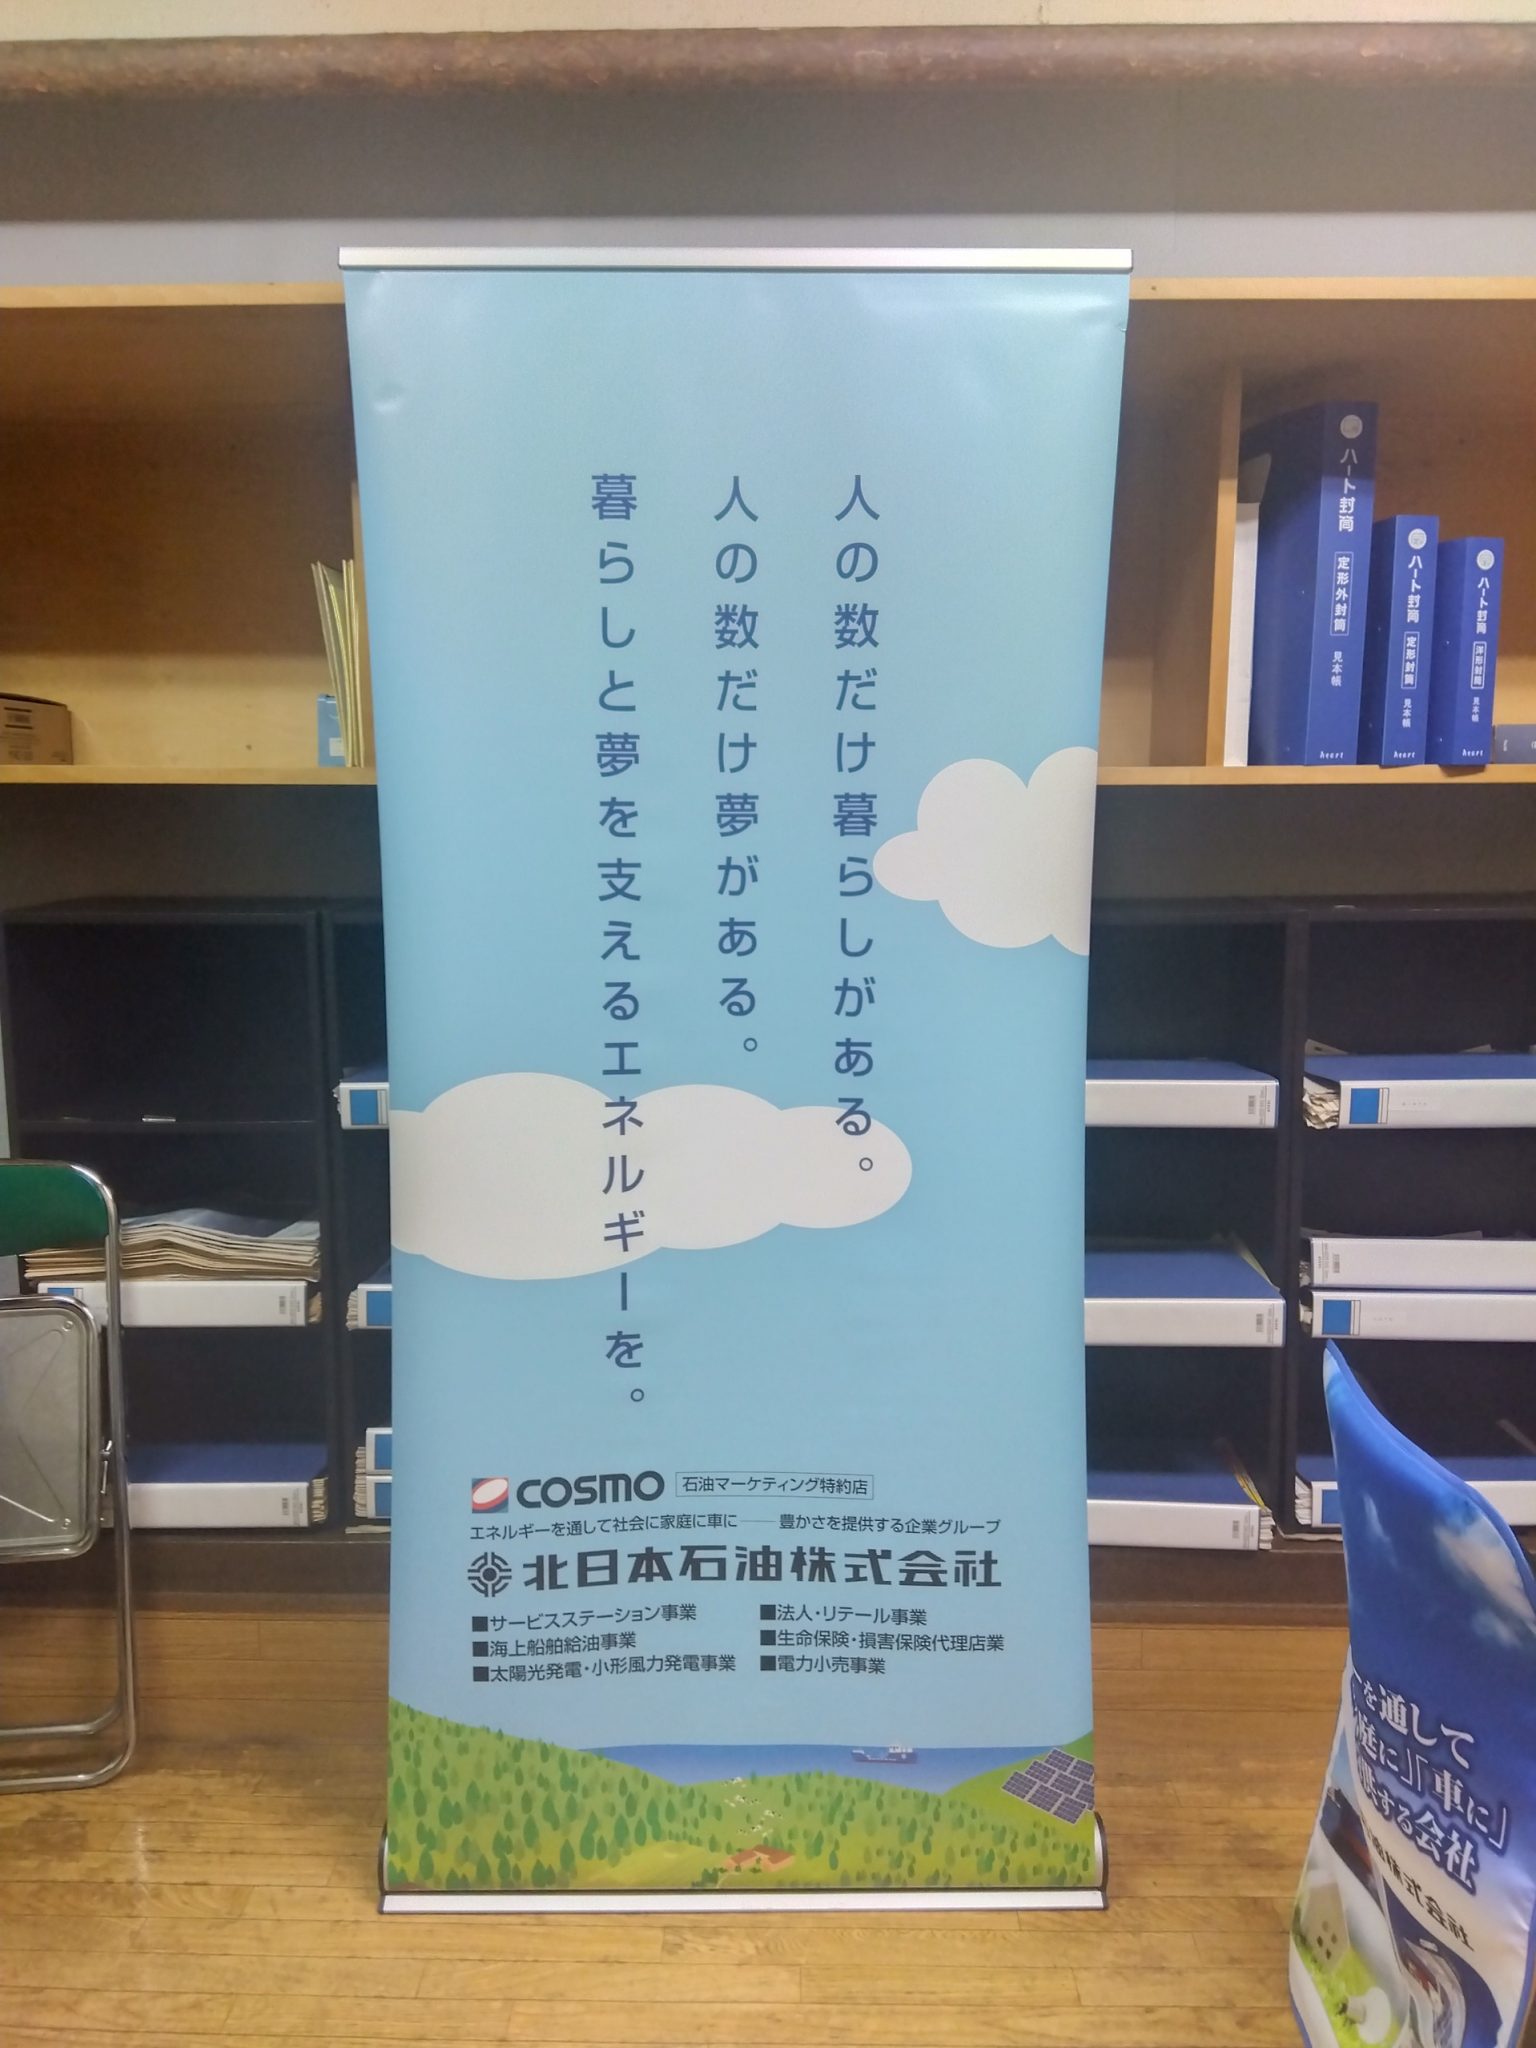 人の数だけ暮らしがある。
人の数だけ夢がある。
暮らしと夢を支えるエネルギーを。
COSMO 石油マーケティング特約店
エネルギーを通して社会に家庭に車に――豊かさを提供する企業グループ
北日本石油株式会社
■サービスステーション事業
■海上船舶給油事業
■太陽光発電・小形風力発電事業
■法人・リテール事業
■生命保険・損害保険代理店業
■電力小売事業
ハート封筒 定形外封筒 見本帳 heart
ハート封筒 定形封筒 見本帳 heart
ハート封筒 洋形封筒 見本帳 heart
ーを通して
庭に」「車に」
供する会社
株式会社